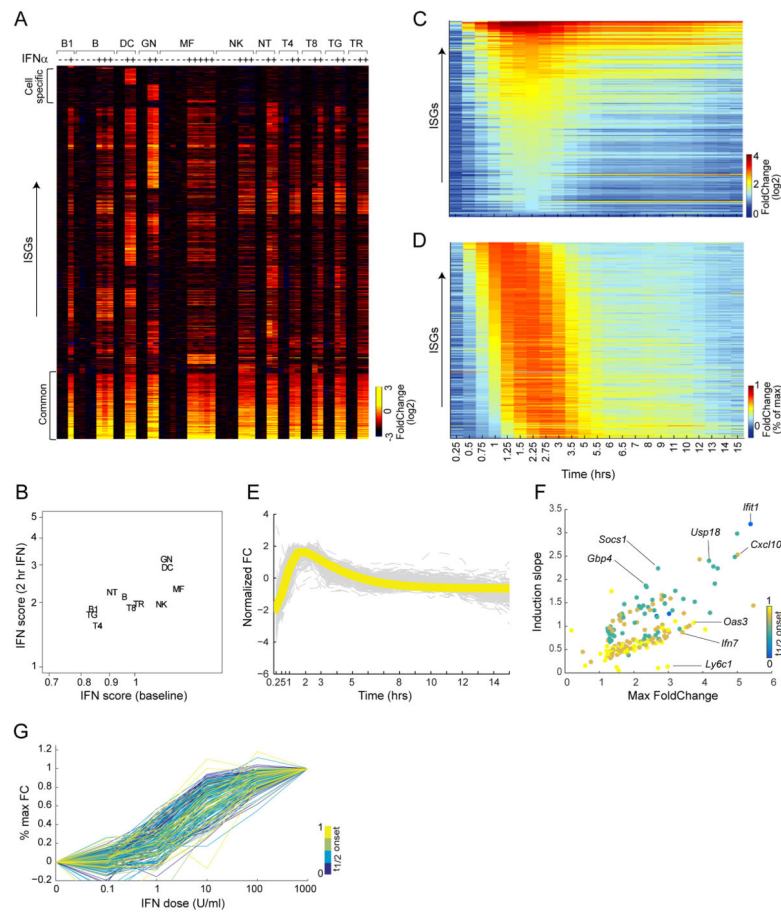 A
B1 B DC GN MF NK NT T4 T8 TG TR
IFNα
Cell specific
ISGs
Common
3
-3
FoldChange (log2)
C
ISGs
4
2
0
FoldChange (log2)
D
ISGs
1
0
FoldChange (% of max)
0.25 0.5 0.75 1 1.25 1.5 2.25 2.5 2.75 3 3.5 5 6 6.5 7 9 10 11 12 13 14 15
Time (hrs)
B
IFN score (2 hr IFN)
5
4
3
2
1
GN
DC
MF
NT
B
T8 TR
NK
B1
TG
T4
0.7 0.8 0.9 1
IFN score (baseline)
E
Normalized FC
4
2
0
−2
−4
−6
0.25 1 2 3 6 10 14
Time (hrs)
F
Induction slope
3.5
3
2.5
2
1.5
1
0.5
0
0 1 2 3 4 5 6
Max FoldChange
Ifit1
Usp18
Cxcl10
Socs1
Gbp4
Oas3
Ifn7
Ly6c1
1
0
t1/2 onset
G
% max FC
1.2
1
0.8
0.6
0.4
0.2
0
−0.2
0 0.1 1 10 100 1000
IFN dose (U/ml)
1
0
t1/2 onset